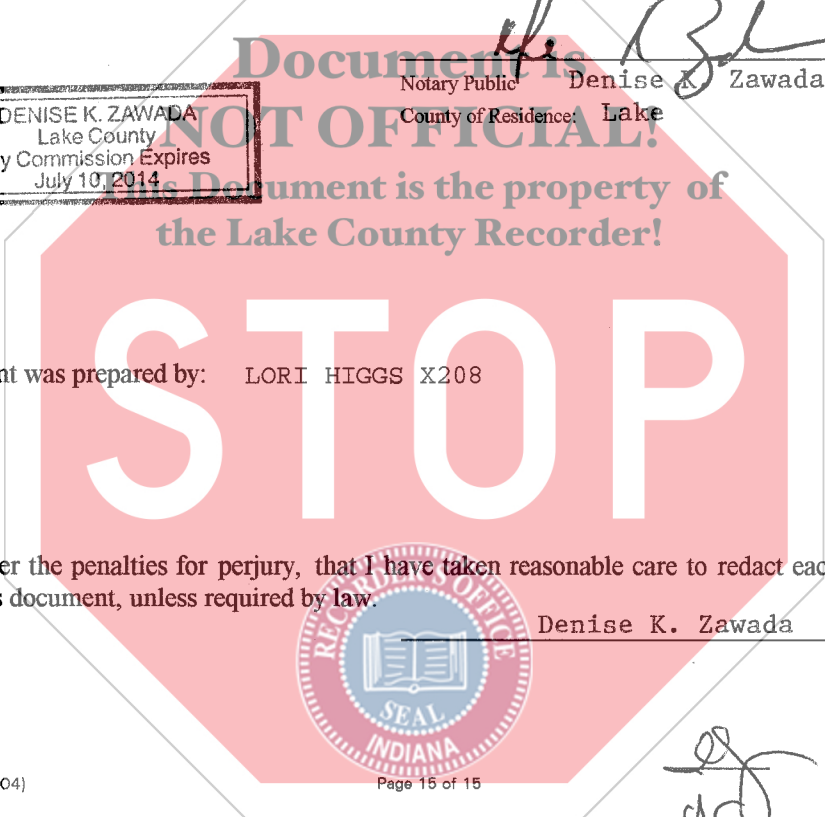 Document is
Notary Public Denise K Zawada
DENISE K. ZAWADA
NOT OFFICIAL!
County of Residence: Lake
Lake County
y Commission Expires
July 10, 2014
This Document is the property of
the Lake County Recorder!
STOP
nt was prepared by: LORI HIGGS X208
er the penalties for perjury, that I have taken reasonable care to redact eac
s document, unless required by law.
Denise K. Zawada
RECORDER'S OFFICE
SEAL
INDIANA
04)
Page 15 of 15